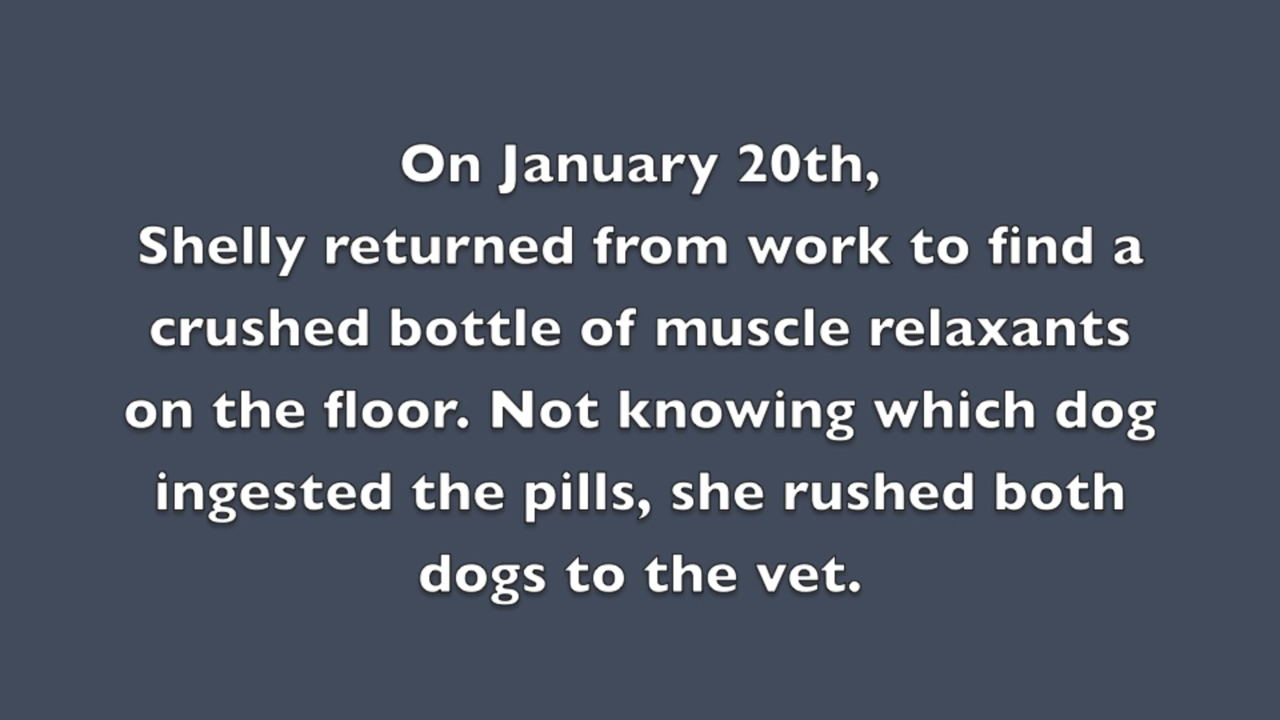 On January 20th,
Shelly returned from work to find a
crushed bottle of muscle relaxants
on the floor. Not knowing which dog
ingested the pills, she rushed both
dogs to the vet.